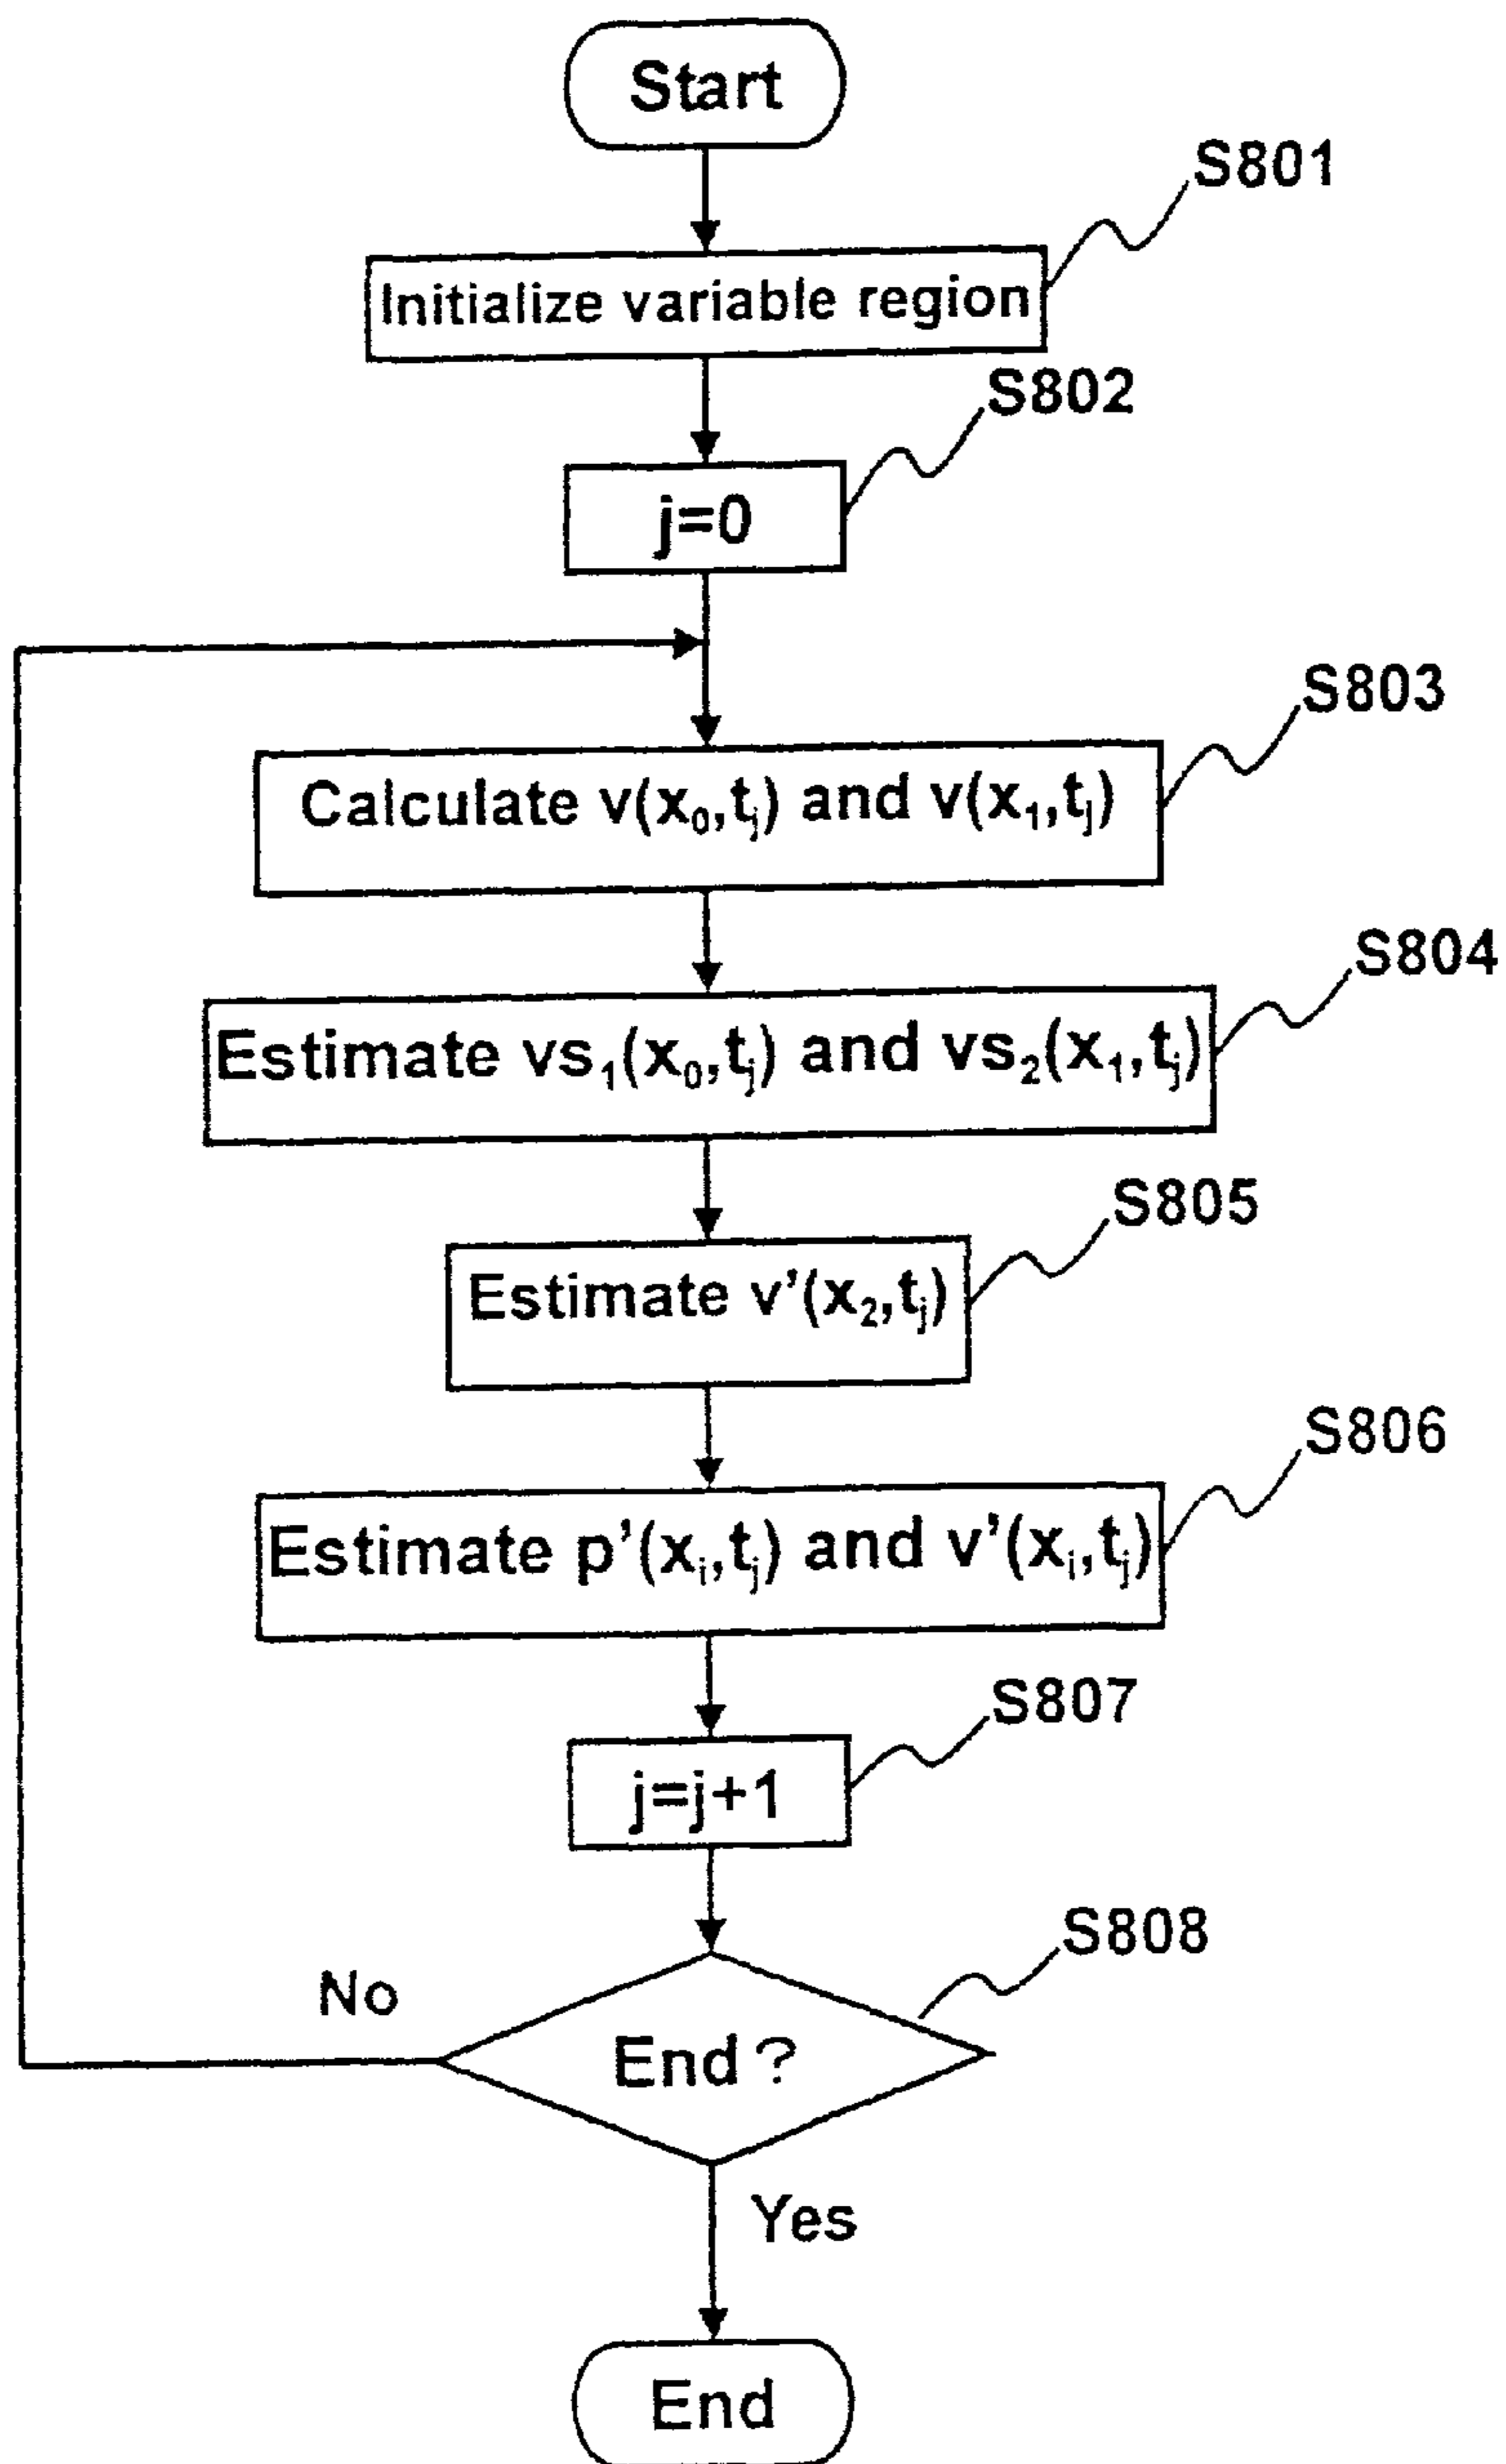 Start
S801
Initialize variable region
S802
j=0
S803
Calculate v(x₀,tⱼ) and v(x₁,tⱼ)
S804
Estimate vs₁(x₀,tⱼ) and vs₂(x₁,tⱼ)
S805
Estimate v’(x₂,tⱼ)
S806
Estimate p’(xᵢ,tⱼ) and v’(xᵢ,tⱼ)
S807
j=j+1
S808
No
End ?
Yes
End